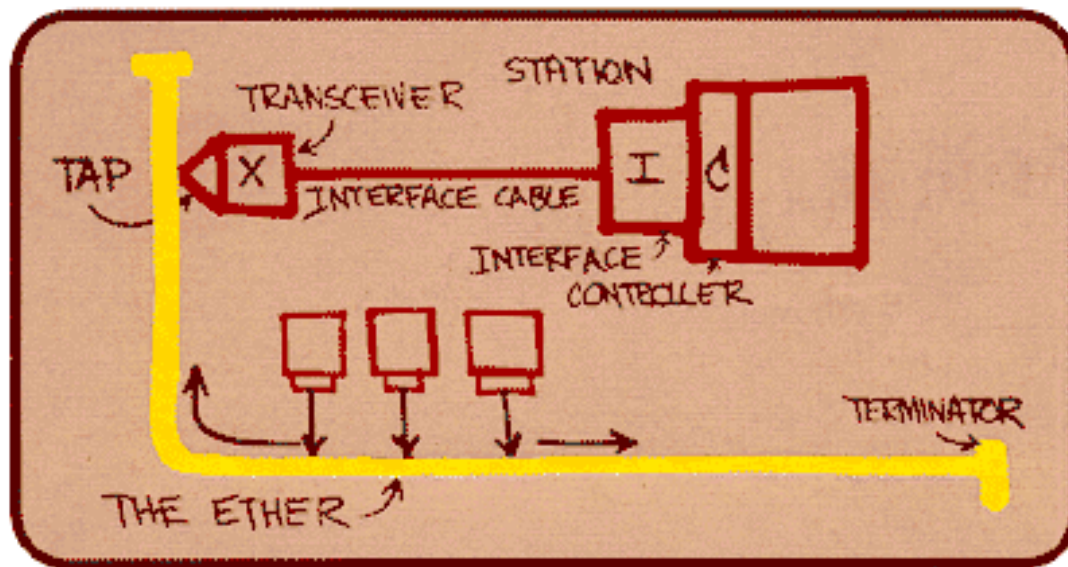 STATION
TRANSCEIVER
TAP
X
I
C
INTERFACE CABLE
INTERFACE
CONTROLLER
TERMINATOR
THE ETHER